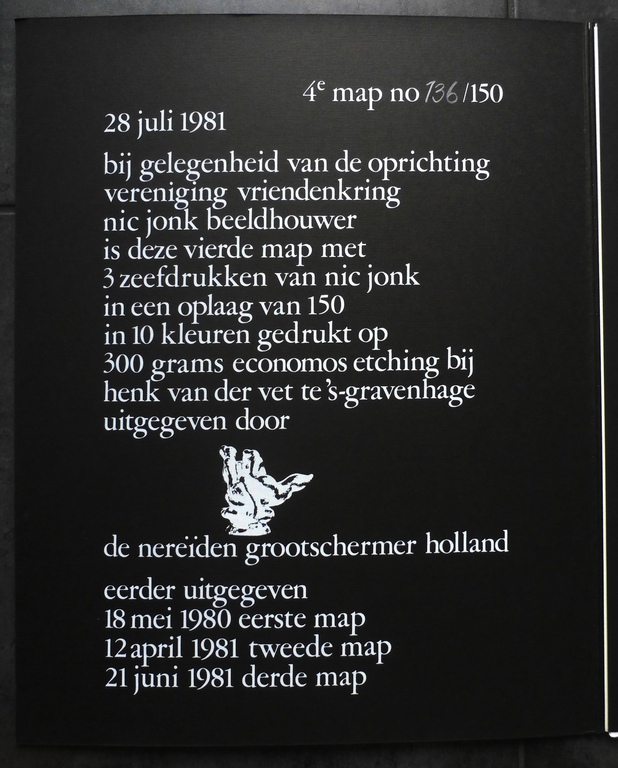 4e map no 136/150
28 juli 1981
bij gelegenheid van de oprichting
vereniging vriendenkring
nic jonk beeldhouwer
is deze vierde map met
3 zeefdrukken van nic jonk
in een oplaag van 150
in 10 kleuren gedrukt op
300 grams economos etching bij
henk van der vet te 's-gravenhage
uitgegeven door
de nereïden grootschermer holland
eerder uitgegeven
18 mei 1980 eerste map
12 april 1981 tweede map
21 juni 1981 derde map